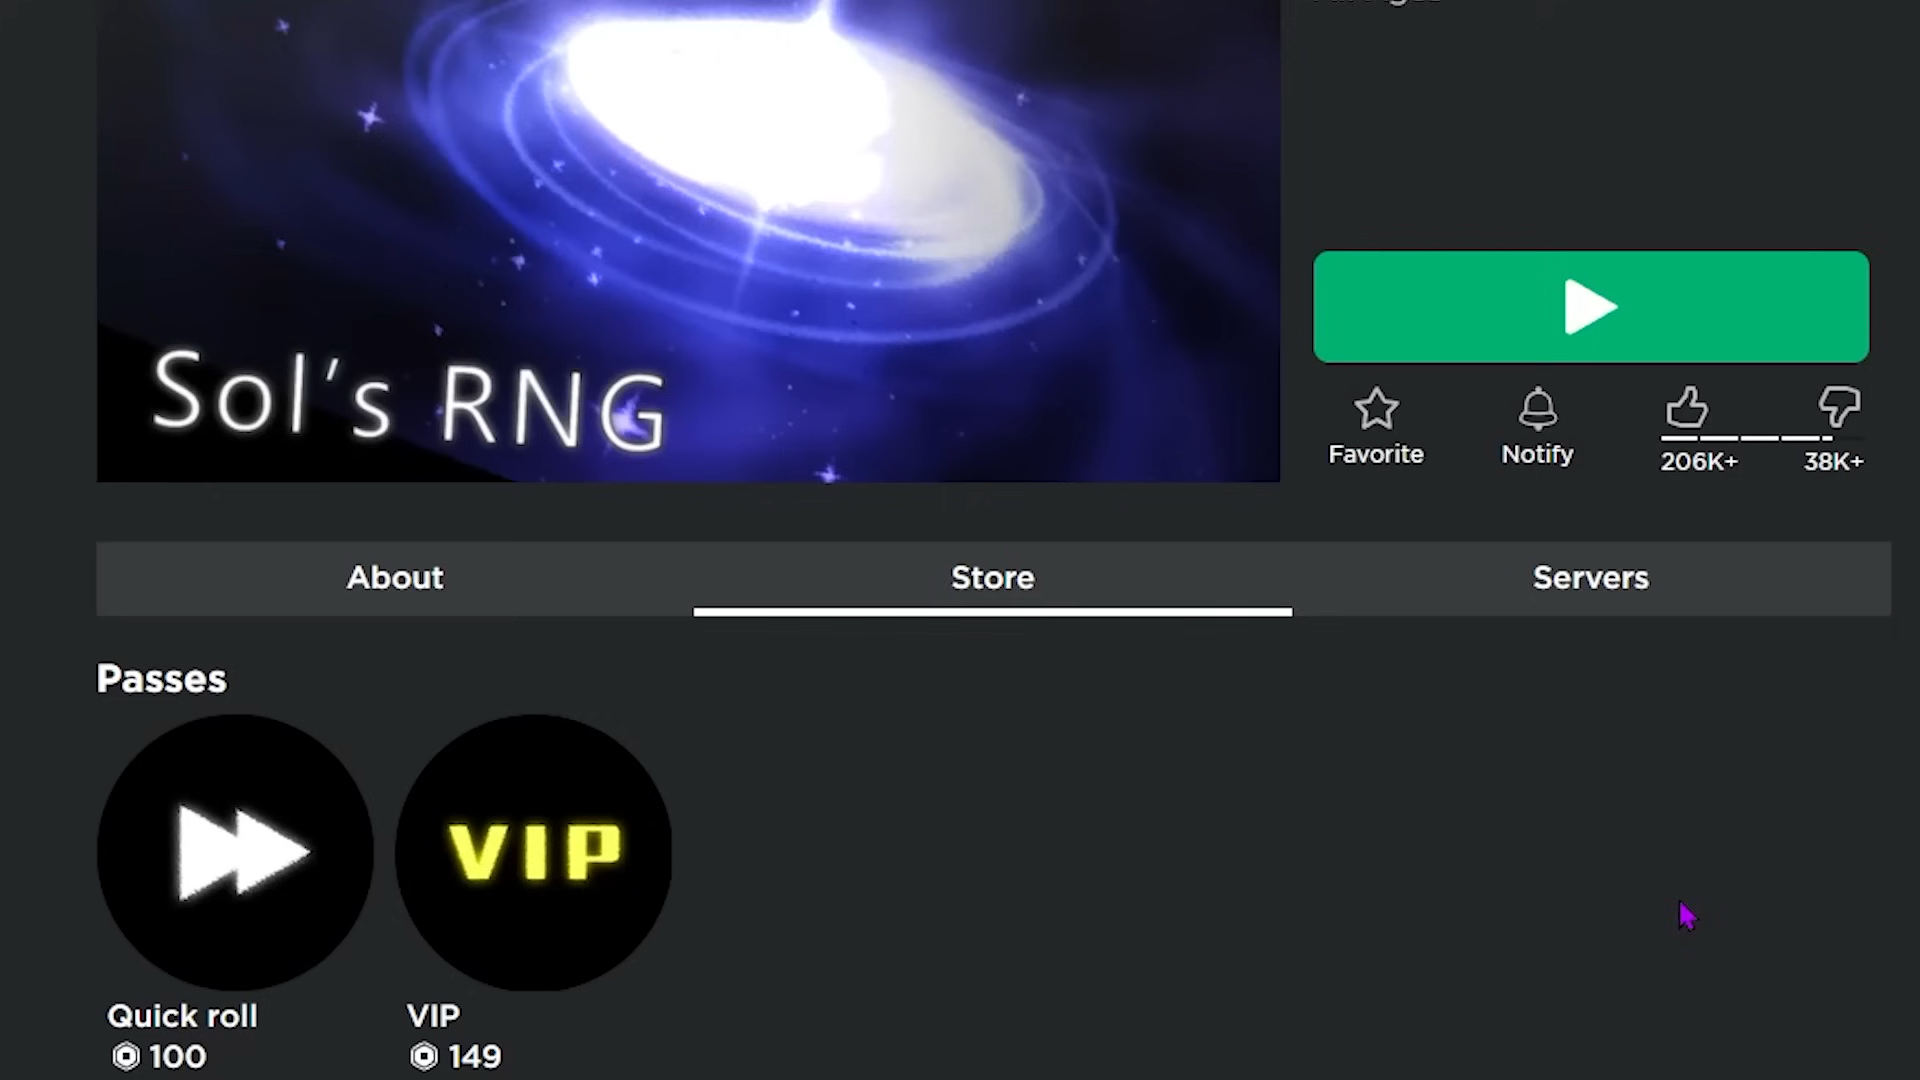 Sol's RNG
Favorite
Notify
206K+
38K+
About
Store
Servers
Passes
VIP
Quick roll
100
VIP
149